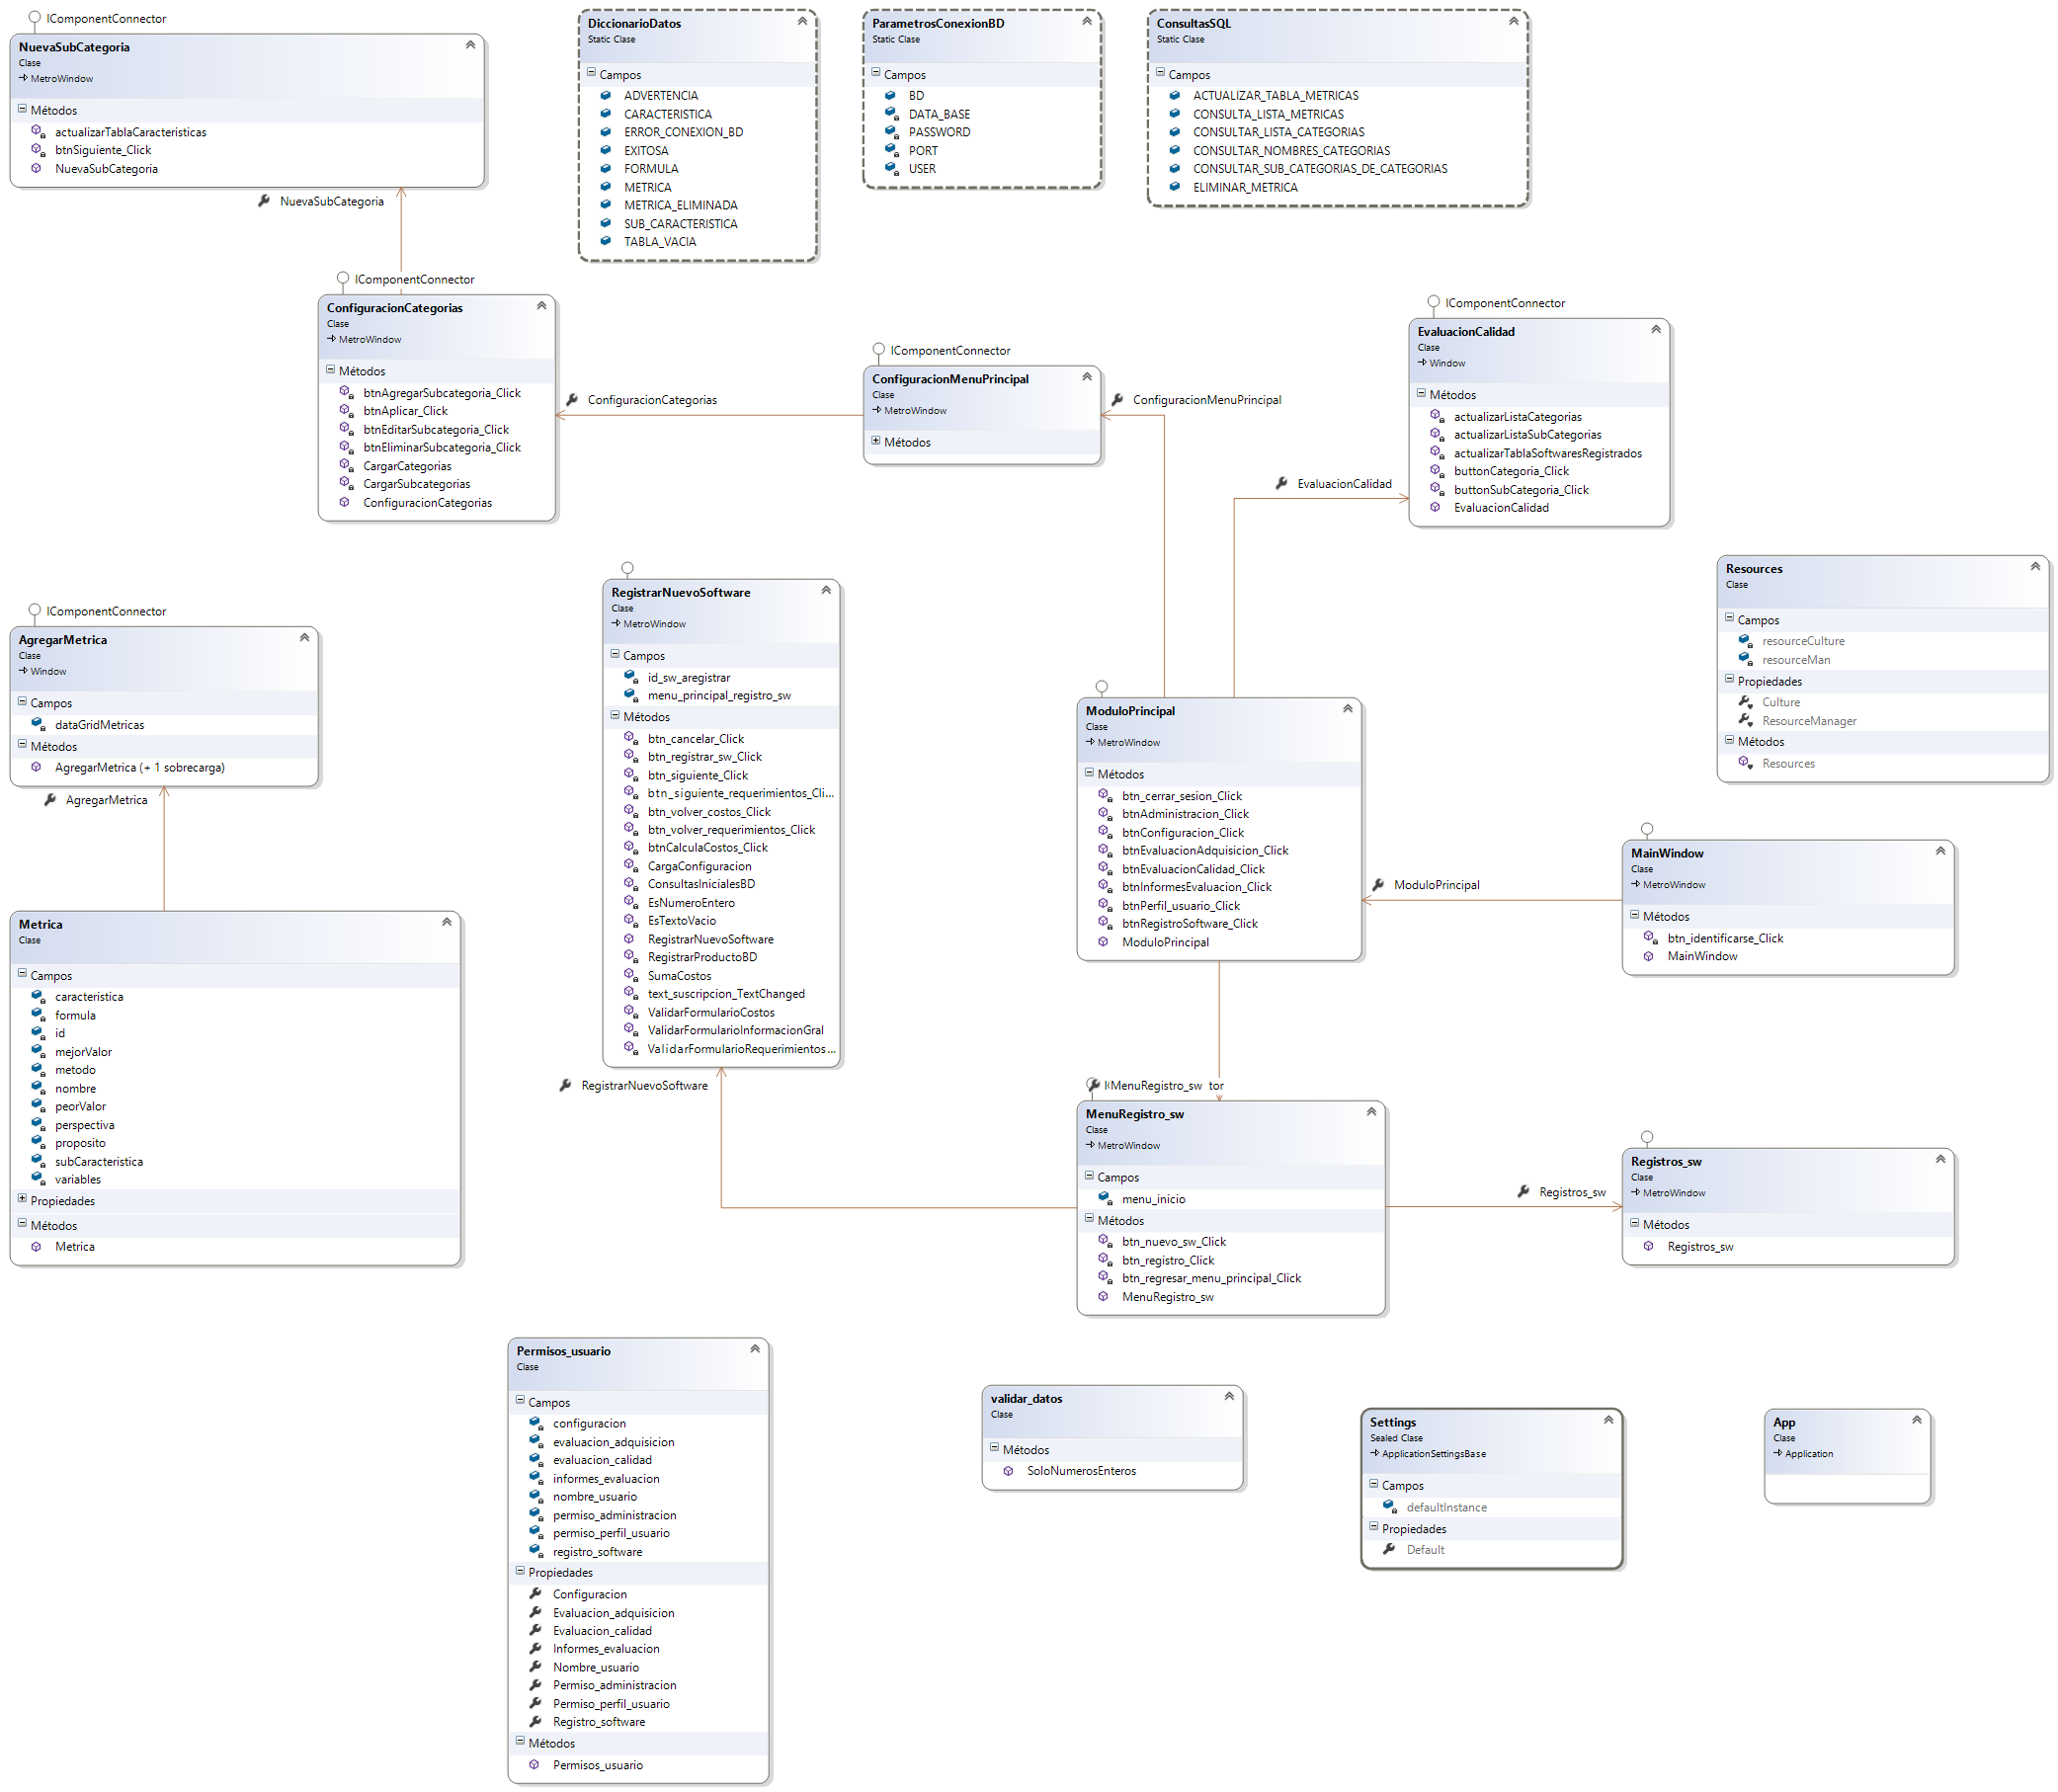 IComponentConnector
NuevaSubCategoria
Clase
MetroWindow
Métodos
actualizarTablaCaracteristicas
btnSiguiente_Click
NuevaSubCategoria
NuevaSubCategoria
DiccionarioDatos
Static Clase
Campos
ADVERTENCIA
CARACTERISTICA
ERROR_CONEXION_BD
EXITOSA
FORMULA
METRICA
METRICA_ELIMINADA
SUB_CARACTERISTICA
TABLA_VACIA
ParametrosConexionBD
Static Clase
Campos
BD
DATA_BASE
PASSWORD
PORT
USER
ConsultasSQL
Static Clase
Campos
ACTUALIZAR_TABLA_METRICAS
CONSULTA_LISTA_METRICAS
CONSULTAR_LISTA_CATEGORIAS
CONSULTAR_NOMBRES_CATEGORIAS
CONSULTAR_SUB_CATEGORIAS_DE_CATEGORIAS
ELIMINAR_METRICA
IComponentConnector
ConfiguracionCategorias
Clase
MetroWindow
Métodos
btnAgregarSubcategoria_Click
btnAplicar_Click
btnEditarSubcategoria_Click
btnEliminarSubcategoria_Click
CargarCategorias
CargarSubcategorias
ConfiguracionCategorias
ConfiguracionCategorias
IComponentConnector
ConfiguracionMenuPrincipal
Clase
MetroWindow
Métodos
ConfiguracionMenuPrincipal
IComponentConnector
EvaluacionCalidad
Clase
Window
Métodos
actualizarListaCategorias
actualizarListaSubCategorias
actualizarTablaSoftwaresRegistrados
buttonCategoria_Click
buttonSubCategoria_Click
EvaluacionCalidad
EvaluacionCalidad
Resources
Clase
Campos
resourceCulture
resourceMan
Propiedades
Culture
ResourceManager
Métodos
Resources
IComponentConnector
AgregarMetrica
Clase
Window
Campos
dataGridMetricas
Métodos
AgregarMetrica (+ 1 sobrecarga)
AgregarMetrica
RegistrarNuevoSoftware
Clase
MetroWindow
Campos
id_sw_aregistrar
menu_principal_registro_sw
Métodos
btn_cancelar_Click
btn_registrar_sw_Click
btn_siguiente_Click
btn_siguiente_requerimientos_Cli...
btn_volver_costos_Click
btn_volver_requerimientos_Click
btnCalculaCostos_Click
CargaConfiguracion
ConsultasInicialesBD
EsNumeroEntero
EsTextoVacio
RegistrarNuevoSoftware
RegistrarProductoBD
SumaCostos
text_suscripcion_TextChanged
ValidarFormularioCostos
ValidarFormularioInformacionGral
ValidarFormularioRequerimientos...
RegistrarNuevoSoftware
ModuloPrincipal
Clase
MetroWindow
Métodos
btn_cerrar_sesion_Click
btnAdministracion_Click
btnConfiguracion_Click
btnEvaluacionAdquisicion_Click
btnEvaluacionCalidad_Click
btnInformesEvaluacion_Click
btnPerfil_usuario_Click
btnRegistroSoftware_Click
ModuloPrincipal
ModuloPrincipal
MainWindow
Clase
MetroWindow
Métodos
btn_identificarse_Click
MainWindow
Metrica
Clase
Campos
caracteristica
formula
id
mejorValor
metodo
nombre
peorValor
perspectiva
proposito
subCaracteristica
variables
Propiedades
Métodos
Metrica
MenuRegistro_sw tor
MenuRegistro_sw
Clase
MetroWindow
Campos
menu_inicio
Métodos
btn_nuevo_sw_Click
btn_registro_Click
btn_regresar_menu_principal_Click
MenuRegistro_sw
Registros_sw
Registros_sw
Clase
MetroWindow
Métodos
Registros_sw
Permisos_usuario
Clase
Campos
configuracion
evaluacion_adquisicion
evaluacion_calidad
informes_evaluacion
nombre_usuario
permiso_administracion
permiso_perfil_usuario
registro_software
Propiedades
Configuracion
Evaluacion_adquisicion
Evaluacion_calidad
Informes_evaluacion
Nombre_usuario
Permiso_administracion
Permiso_perfil_usuario
Registro_software
Métodos
Permisos_usuario
validar_datos
Clase
Métodos
SoloNumerosEnteros
Settings
Sealed Clase
ApplicationSettingsBase
Campos
defaultInstance
Propiedades
Default
App
Clase
Application